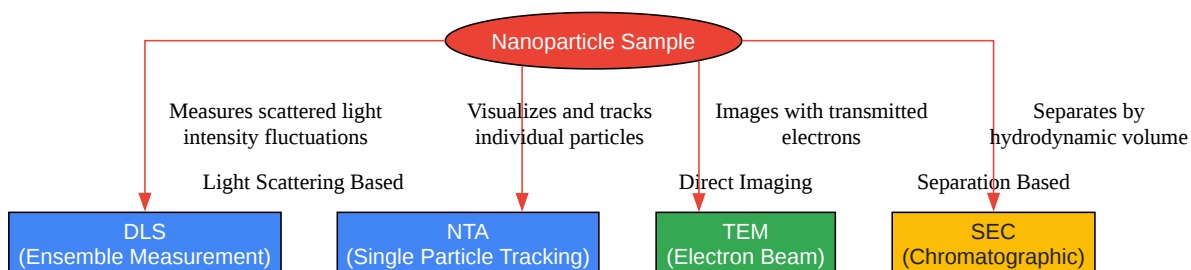 Nanoparticle Sample
Measures scattered light
intensity fluctuations
Visualizes and tracks
individual particles
Images with transmitted
electrons
Separates by
hydrodynamic volume
Light Scattering Based
Direct Imaging
Separation Based
DLS
(Ensemble Measurement)
NTA
(Single Particle Tracking)
TEM
(Electron Beam)
SEC
(Chromatographic)